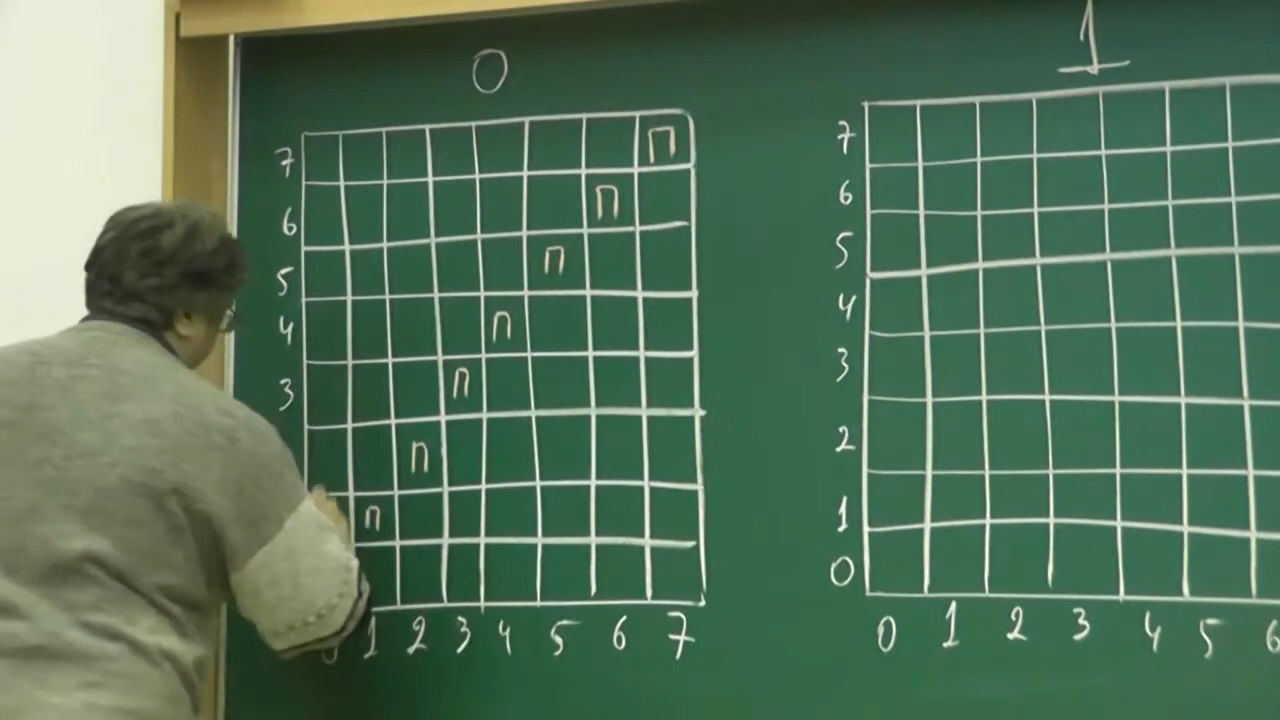 0 1
7 П 7
6 П 6
5 П 5
4 П 4
3 П 3
П 2
П 1
0
1 2 3 4 5 6 7 0 1 2 3 4 5 6